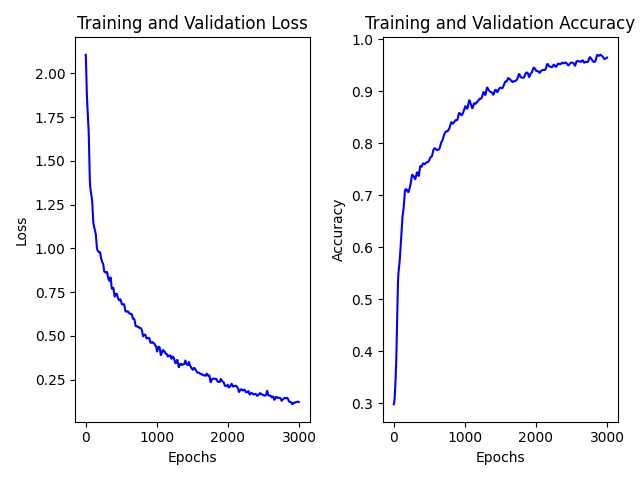 Training and Validation Loss
2.00
1.75
1.50
1.25
1.00
0.75
0.50
0.25
0 1000 2000 3000
Epochs
Loss
Training and Validation Accuracy
1.0
0.9
0.8
0.7
0.6
0.5
0.4
0.3
0 1000 2000 3000
Epochs
Accuracy